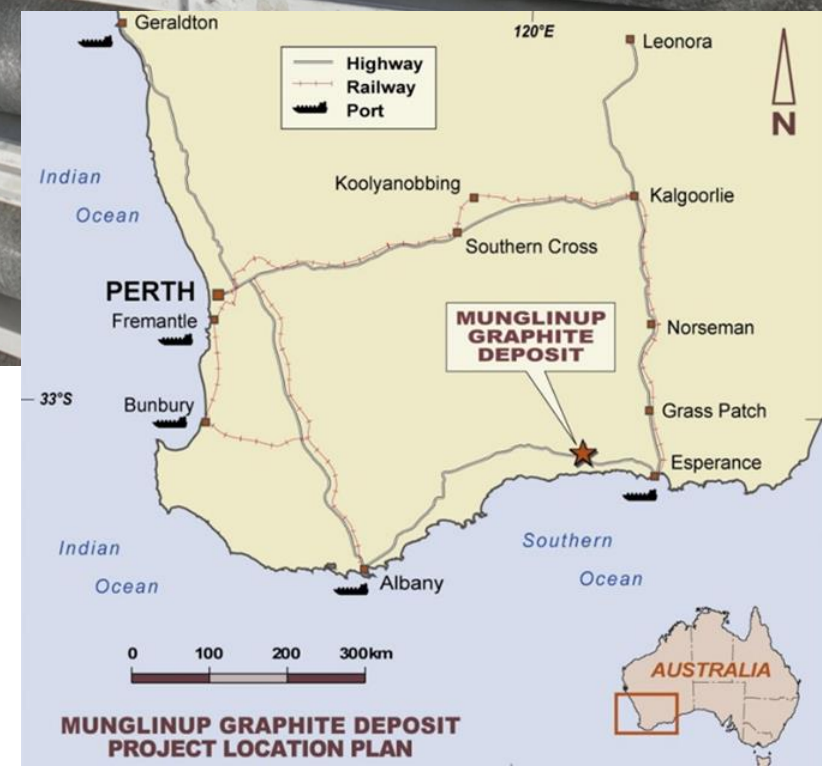 Geraldton
120°E
Leonora
Highway
Railway
Port
N
Indian
Ocean
Koolyanobbing
Kalgoorlie
Southern Cross
PERTH
Fremantle
MUNGLINUP
GRAPHITE
DEPOSIT
Norseman
33°S
Bunbury
Grass Patch
Esperance
Indian
Ocean
Southern
Ocean
Albany
0 100 200 300km
AUSTRALIA
MUNGLINUP GRAPHITE DEPOSIT
PROJECT LOCATION PLAN